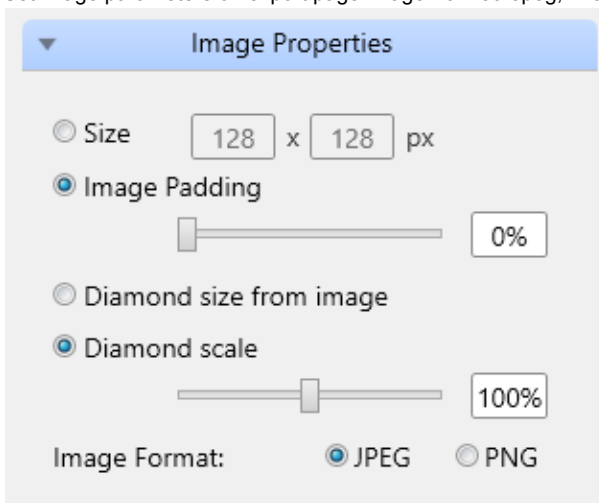 Image Properties
Size 128 x 128 px
Image Padding
0%
Diamond size from image
Diamond scale
100%
Image Format: JPEG PNG